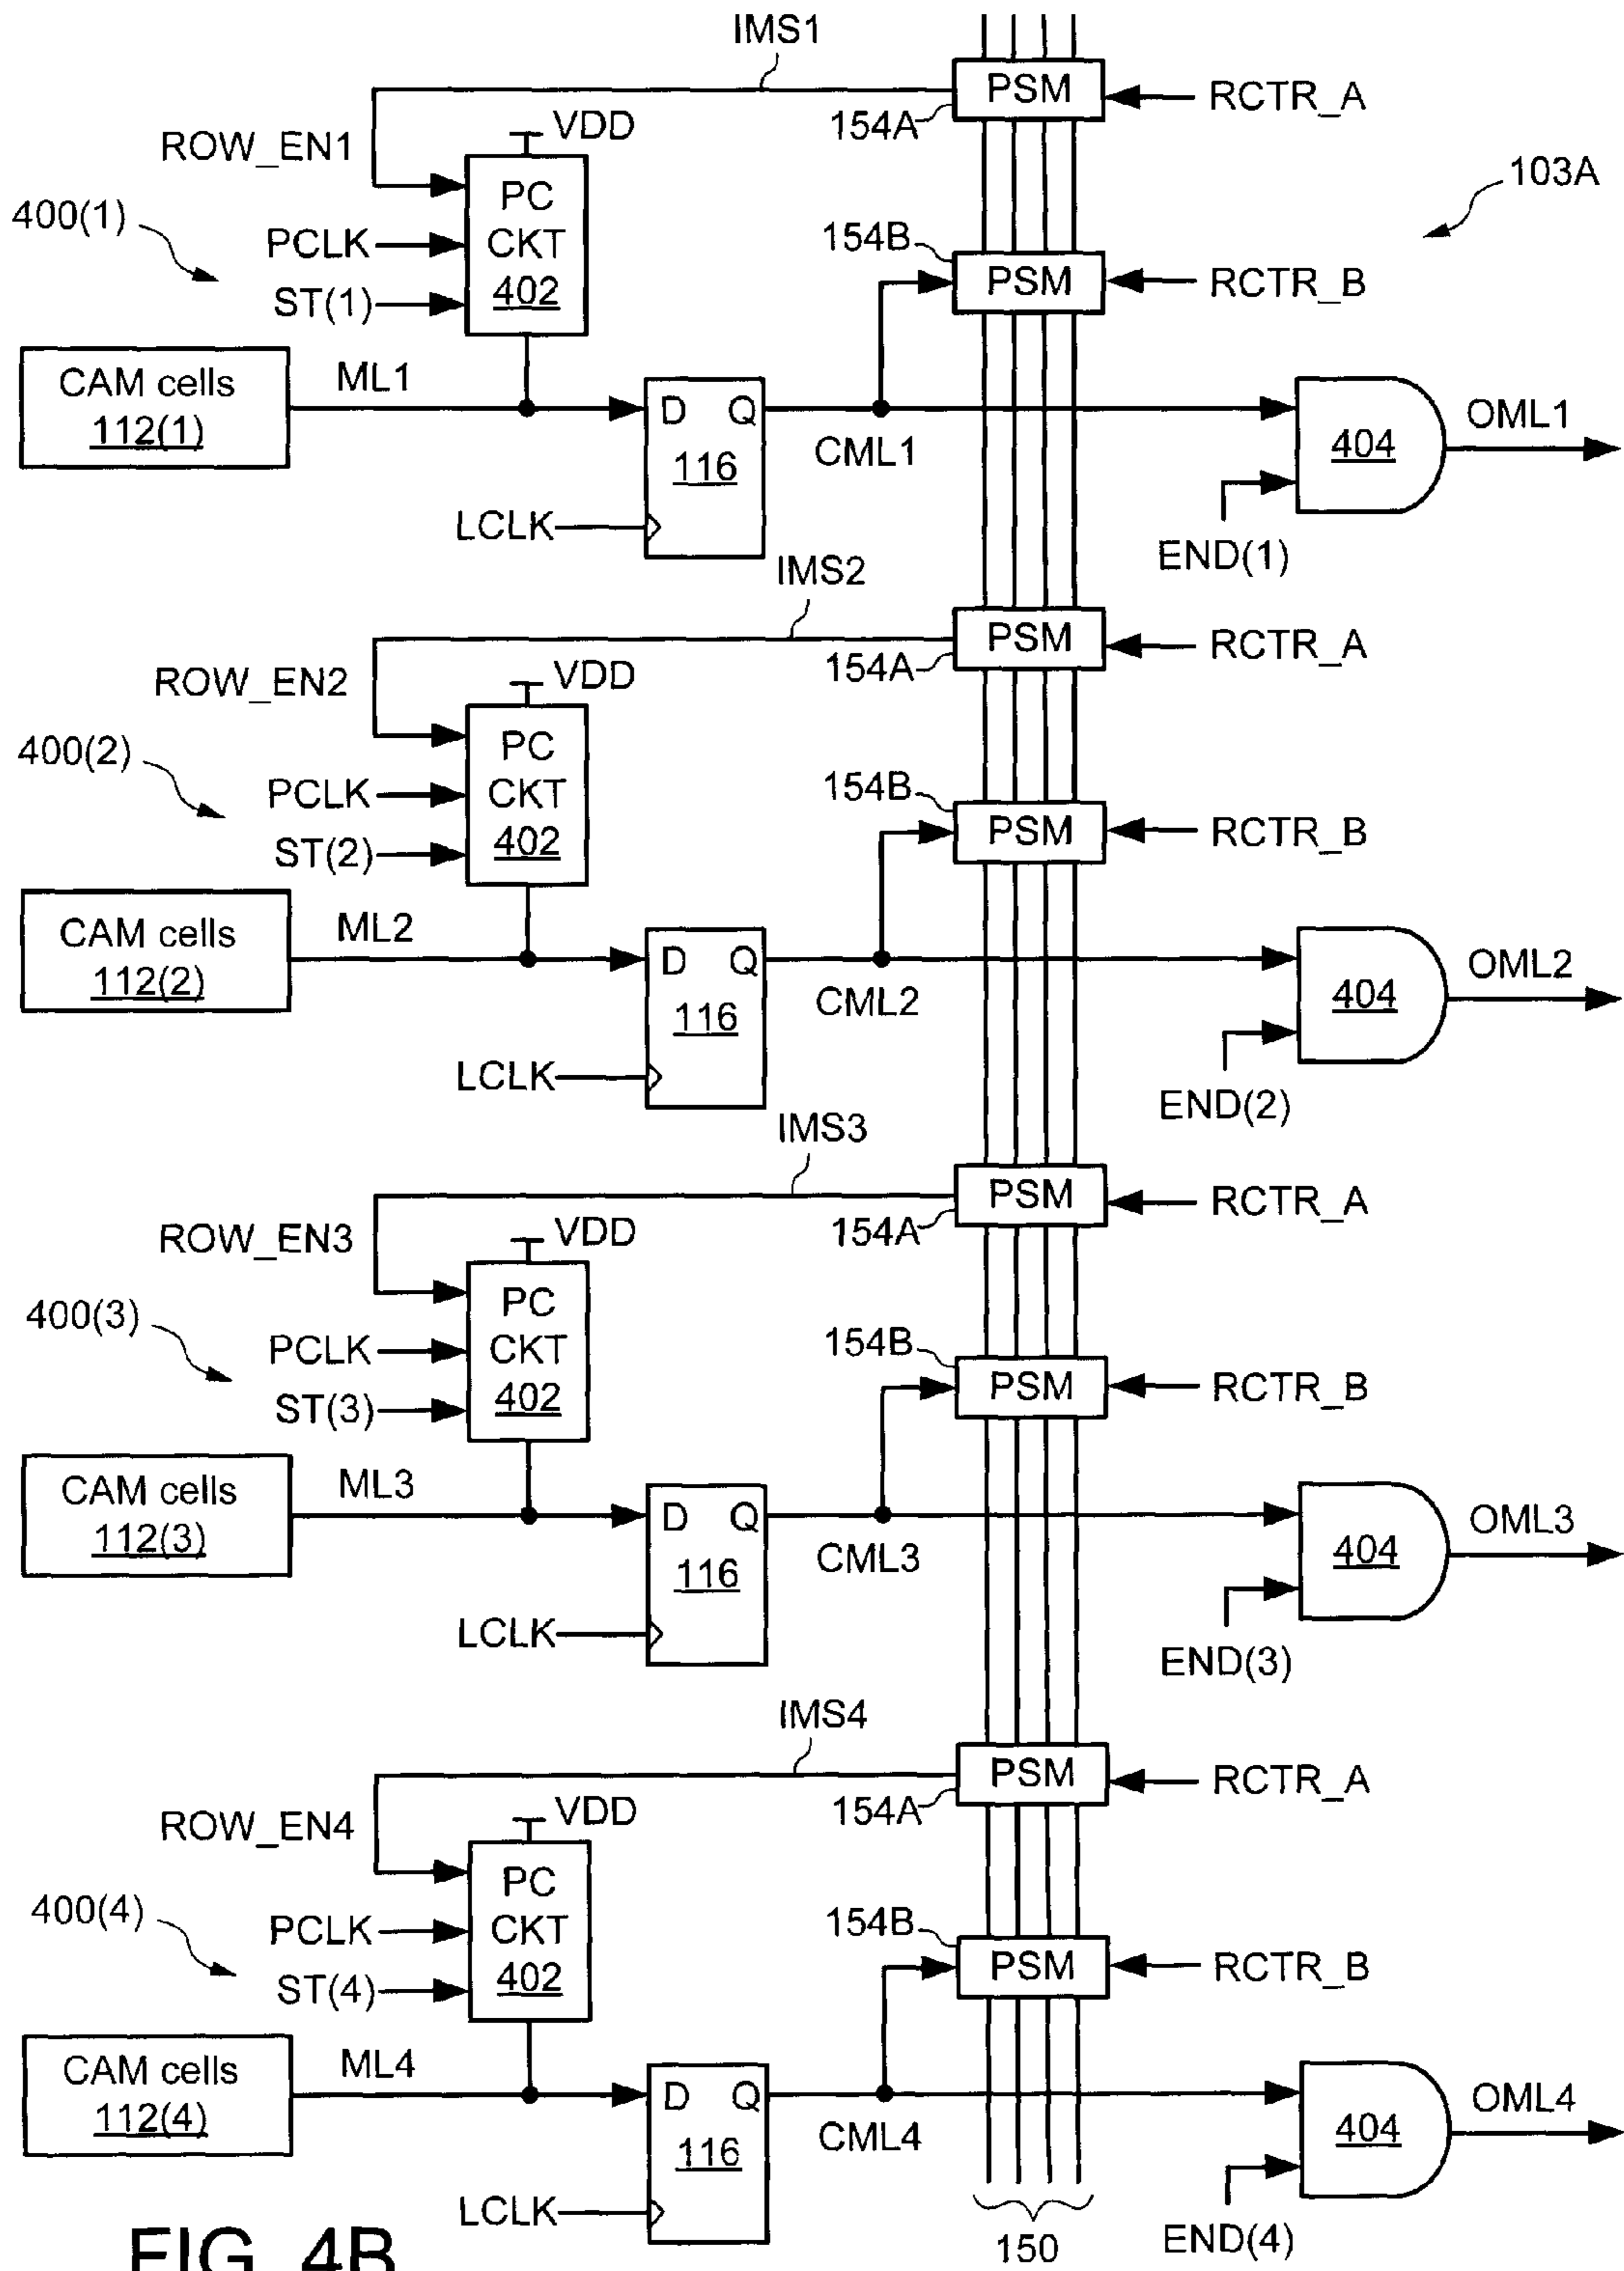 IMS1
PSM
RCTR_A
154A
VDD
ROW_EN1
103A
PC
CKT
402
400(1)
PCLK
ST(1)
154B
PSM
RCTR_B
CAM cells
112(1)
ML1
D Q
116
CML1
404
OML1
LCLK
END(1)
IMS2
PSM
RCTR_A
154A
VDD
ROW_EN2
PC
CKT
402
400(2)
PCLK
ST(2)
154B
PSM
RCTR_B
CAM cells
112(2)
ML2
D Q
116
CML2
404
OML2
LCLK
END(2)
IMS3
PSM
RCTR_A
154A
VDD
ROW_EN3
PC
CKT
402
400(3)
PCLK
ST(3)
154B
PSM
RCTR_B
CAM cells
112(3)
ML3
D Q
116
CML3
404
OML3
LCLK
END(3)
IMS4
PSM
RCTR_A
154A
VDD
ROW_EN4
PC
CKT
402
400(4)
PCLK
ST(4)
154B
PSM
RCTR_B
CAM cells
112(4)
ML4
D Q
116
CML4
404
OML4
LCLK
END(4)
150
FIG. 4B